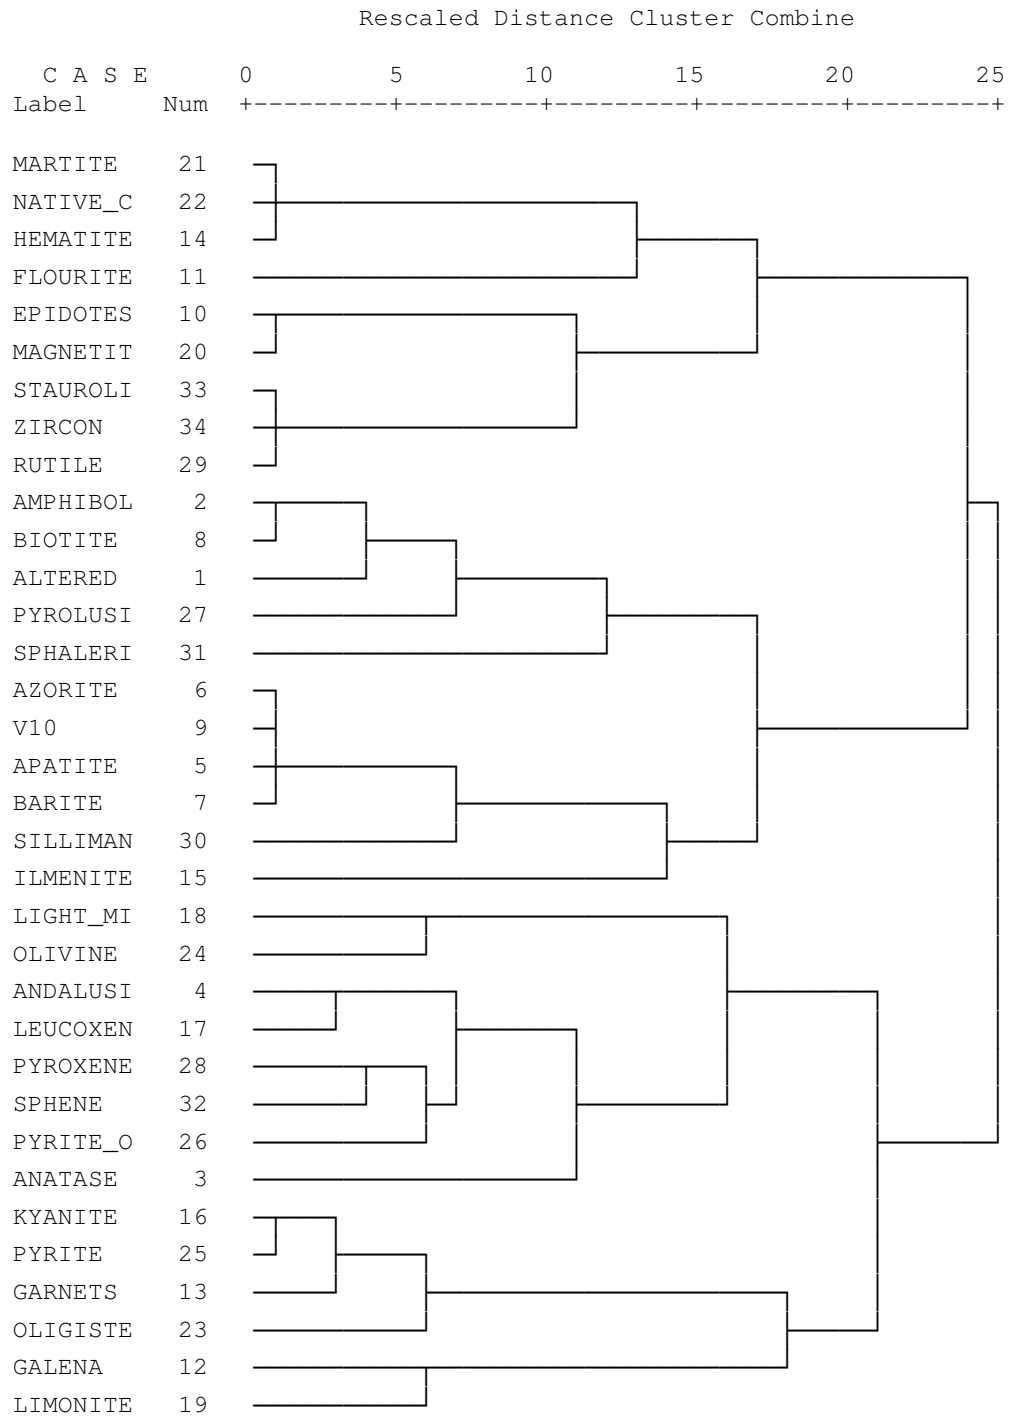 Rescaled Distance Cluster Combine
C A S E 0 5 10 15 20 25
Label Num +---------+---------+---------+---------+---------+
MARTITE 21
NATIVE_C 22
HEMATITE 14
FLOURITE 11
EPIDOTES 10
MAGNETIT 20
STAUROLI 33
ZIRCON 34
RUTILE 29
AMPHIBOL 2
BIOTITE 8
ALTERED 1
PYROLUSI 27
SPHALERI 31
AZORITE 6
V10 9
APATITE 5
BARITE 7
SILLIMAN 30
ILMENITE 15
LIGHT_MI 18
OLIVINE 24
ANDALUSI 4
LEUCOXEN 17
PYROXENE 28
SPHENE 32
PYRITE_O 26
ANATASE 3
KYANITE 16
PYRITE 25
GARNETS 13
OLIGISTE 23
GALENA 12
LIMONITE 19